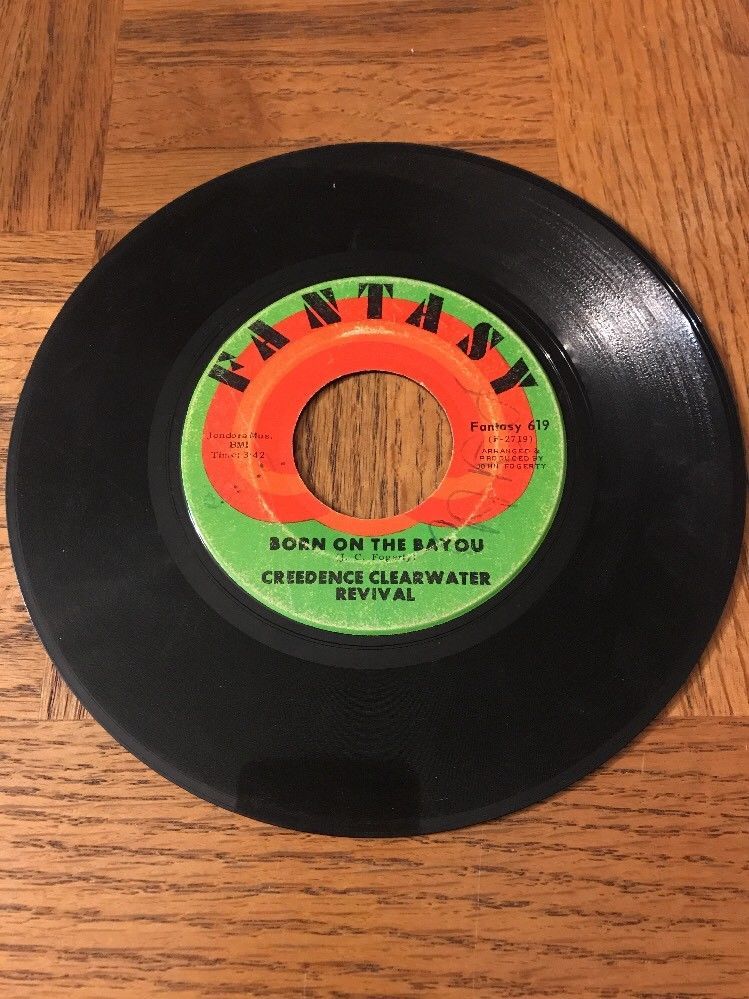 FANTASY
Fantasy 619
(F-2719)
Jondora Mus.
BMI
Time: 3:42
ARRANGED &
PRODUCED BY
JOHN FOGERTY
BORN ON THE BAYOU
(J. C. Fogerty)
CREEDENCE CLEARWATER
REVIVAL